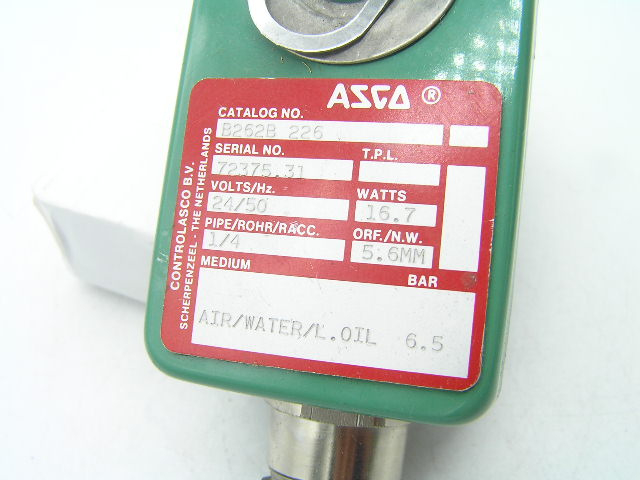 ASCO ®
CATALOG NO.
B262B 226
SERIAL NO. T.P.L.
72375.31
VOLTS/Hz. WATTS
24/50 16.7
PIPE/ROHR/RACC. ORF./N.W.
1/4 5.6MM
MEDIUM BAR
AIR/WATER/L.OIL 6.5
CONTROLASCO B.V.
SCHERPENZEEL - THE NETHERLANDS